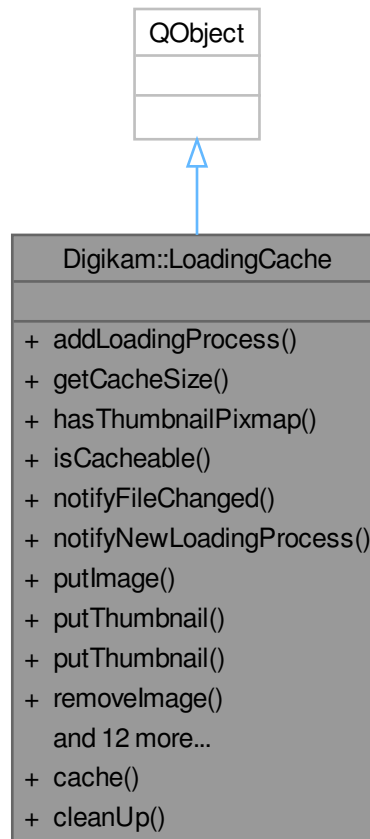 QObject
Digikam::LoadingCache
+ addLoadingProcess()
+ getCacheSize()
+ hasThumbnailPixmap()
+ isCacheable()
+ notifyFileChanged()
+ notifyNewLoadingProcess()
+ putImage()
+ putThumbnail()
+ putThumbnail()
+ removeImage()
and 12 more...
+ cache()
+ cleanUp()